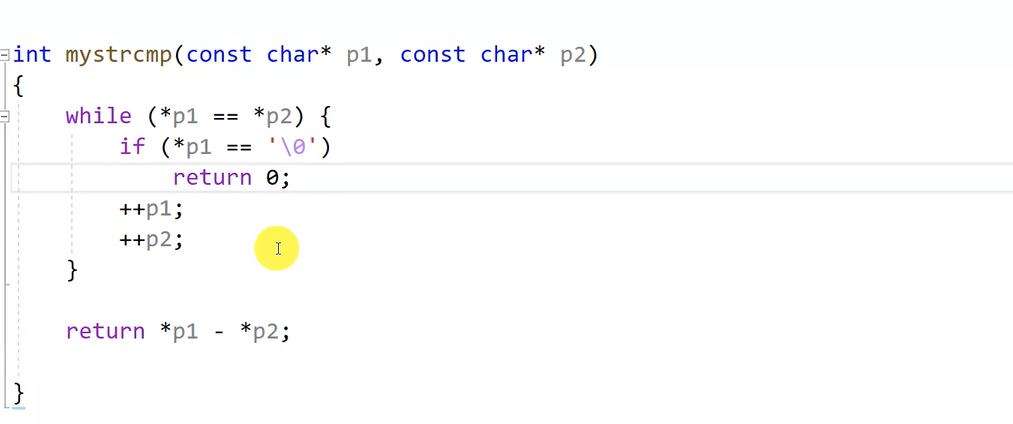 int mystrcmp(const char* p1, const char* p2)
{
    while (*p1 == *p2) {
        if (*p1 == '\0')
            return 0;
        ++p1;
        ++p2;
    }
    return *p1 - *p2;
}